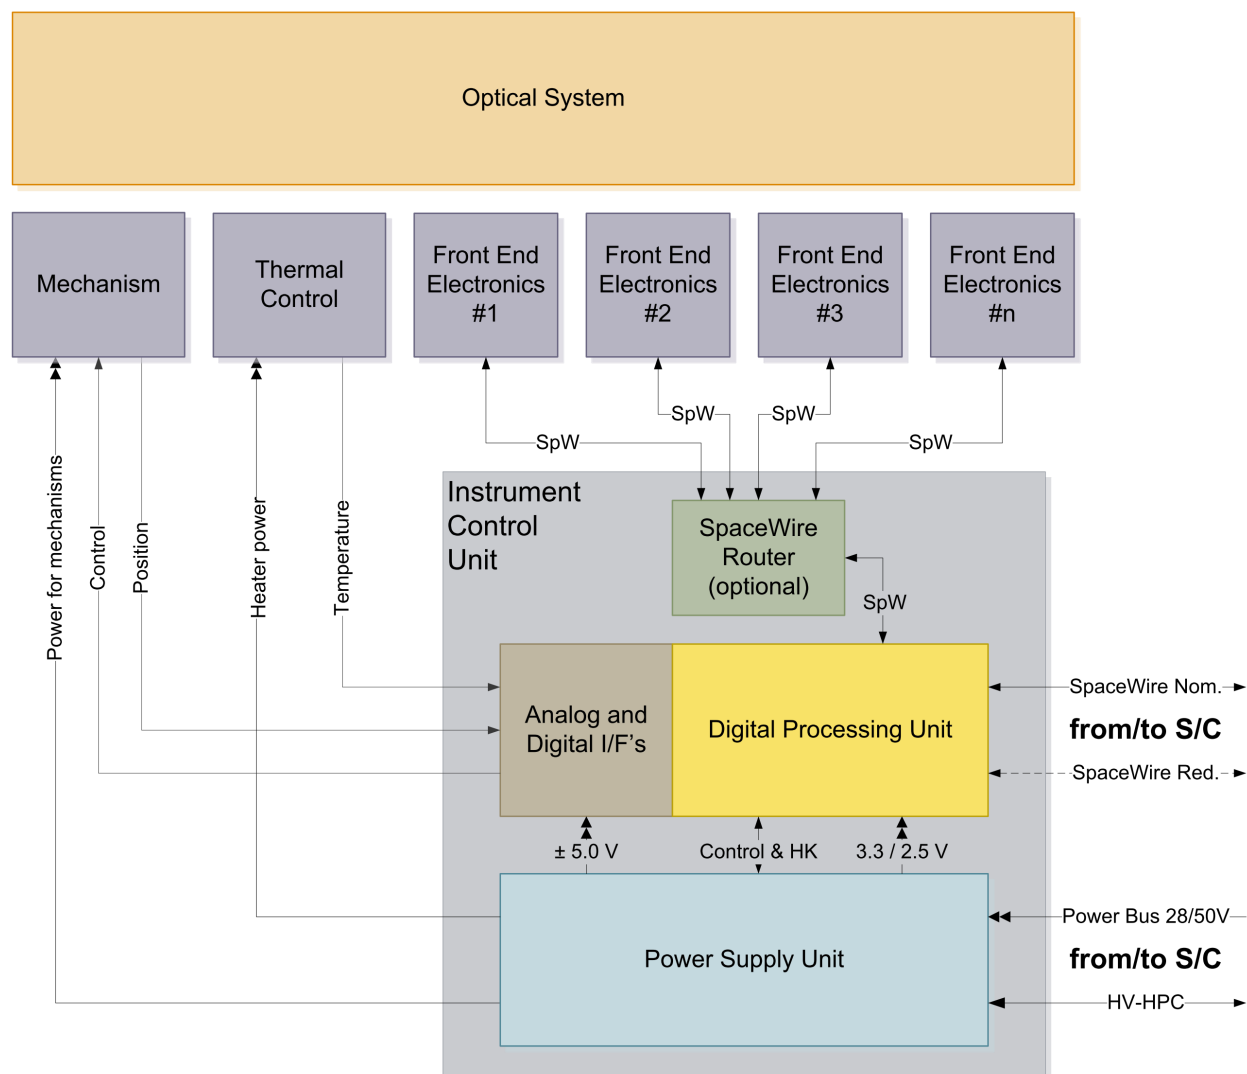 Optical System
Mechanism
Thermal
Control
Front End
Electronics
#1
Front End
Electronics
#2
Front End
Electronics
#3
Front End
Electronics
#n
SpW
SpW
SpW
SpW
Power for mechanisms
Control
Position
Heater power
Temperature
Instrument
Control
Unit
SpaceWire
Router
(optional)
SpW
Analog and
Digital I/F's
Digital Processing Unit
SpaceWire Nom.
from/to S/C
SpaceWire Red.
± 5.0 V
Control & HK
3.3 / 2.5 V
Power Supply Unit
Power Bus 28/50V
from/to S/C
HV-HPC